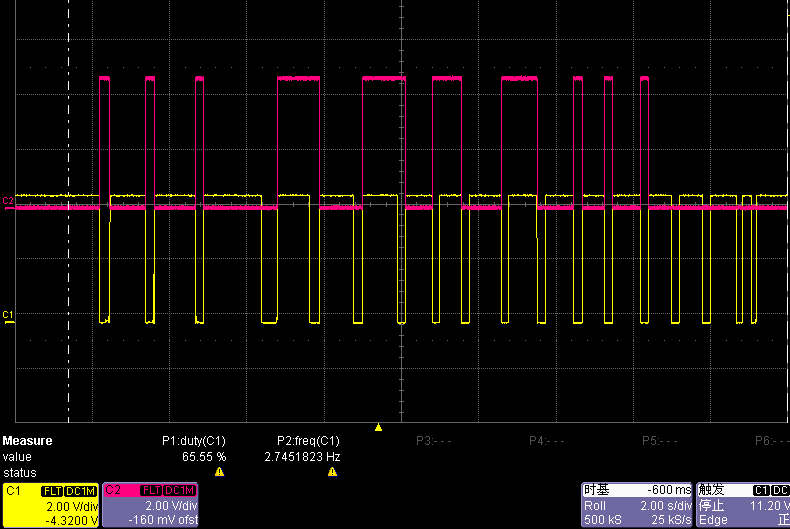 C2
C1
Measure P1:duty(C1) P2:freq(C1) P3:- - - P4:- - - P5:- - - P6:- - -
value 65.55 % 2.7451823 Hz
status
C1 FLT DC1M
2.00 V/div
-4.3200 V
C2 FLT DC1M
2.00 V/div
-160 mV ofst
时基 -600 ms
Roll 2.00 s/div
500 kS 25 kS/s
触发 C1 DC
停止 11.20 V
Edge 正